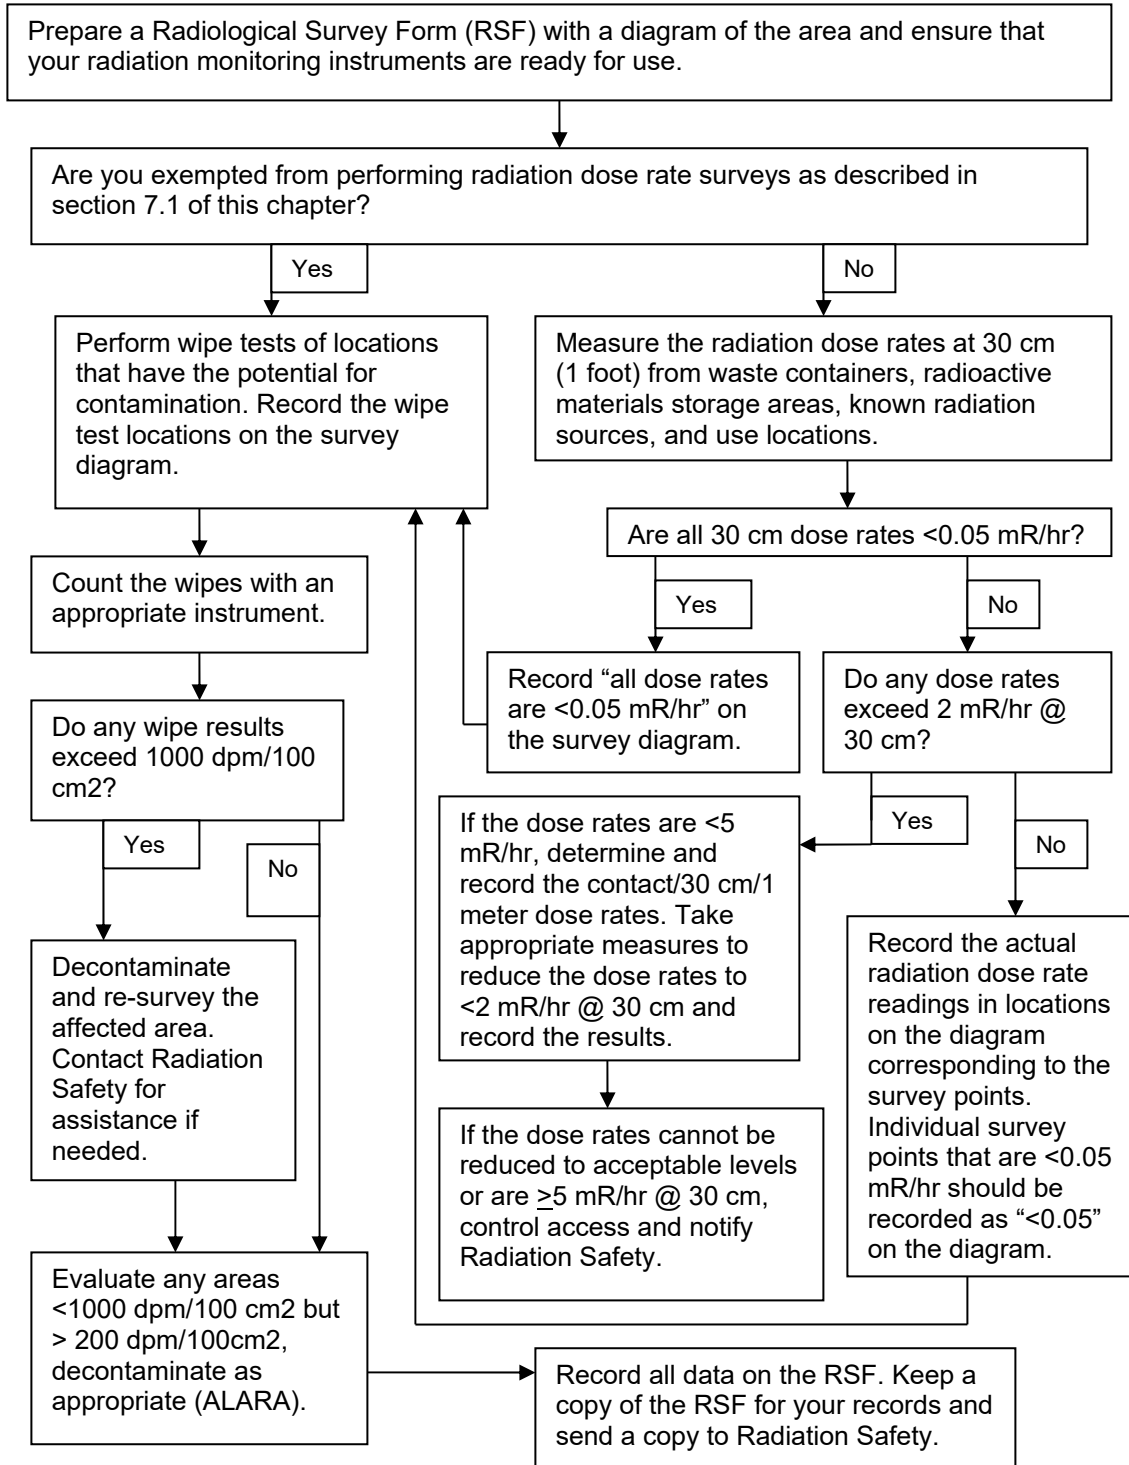 Prepare a Radiological Survey Form (RSF) with a diagram of the area and ensure that
your radiation monitoring instruments are ready for use.
Are you exempted from performing radiation dose rate surveys as described in
section 7.1 of this chapter?
Yes
No
Perform wipe tests of locations
that have the potential for
contamination. Record the wipe
test locations on the survey
diagram.
Measure the radiation dose rates at 30 cm
(1 foot) from waste containers, radioactive
materials storage areas, known radiation
sources, and use locations.
Are all 30 cm dose rates <0.05 mR/hr?
Count the wipes with an
appropriate instrument.
Yes
No
Record “all dose rates
are <0.05 mR/hr” on
the survey diagram.
Do any dose rates
exceed 2 mR/hr @
30 cm?
Do any wipe results
exceed 1000 dpm/100
cm2?
Yes
No
If the dose rates are <5
mR/hr, determine and
record the contact/30 cm/1
meter dose rates. Take
appropriate measures to
reduce the dose rates to
<2 mR/hr @ 30 cm and
record the results.
Yes
No
Decontaminate
and re-survey the
affected area.
Contact Radiation
Safety for
assistance if
needed.
Record the actual
radiation dose rate
readings in locations
on the diagram
corresponding to the
survey points.
Individual survey
points that are <0.05
mR/hr should be
recorded as “<0.05”
on the diagram.
If the dose rates cannot be
reduced to acceptable levels
or are >5 mR/hr @ 30 cm,
control access and notify
Radiation Safety.
Evaluate any areas
<1000 dpm/100 cm2 but
> 200 dpm/100cm2,
decontaminate as
appropriate (ALARA).
Record all data on the RSF. Keep a
copy of the RSF for your records and
send a copy to Radiation Safety.